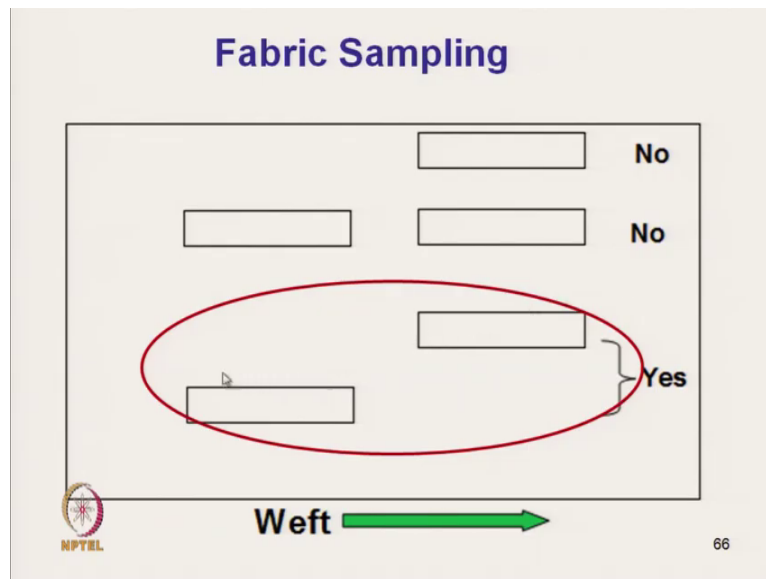 Fabric Sampling
No
No
Yes
Weft
NPTEL
66